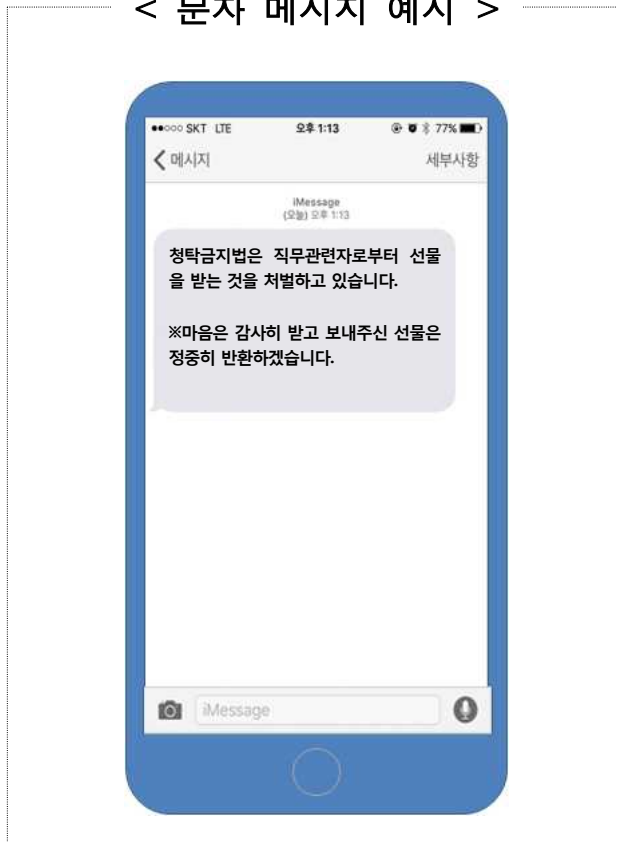 < 문자 메시지 예시 >
SKT LTE 오후 1:13 77%
메시지 세부사항
iMessage
(오늘) 오후 1:13
청탁금지법은 직무관련자로부터 선물
을 받는 것을 처벌하고 있습니다.
※마음은 감사히 받고 보내주신 선물은
정중히 반환하겠습니다.
iMessage